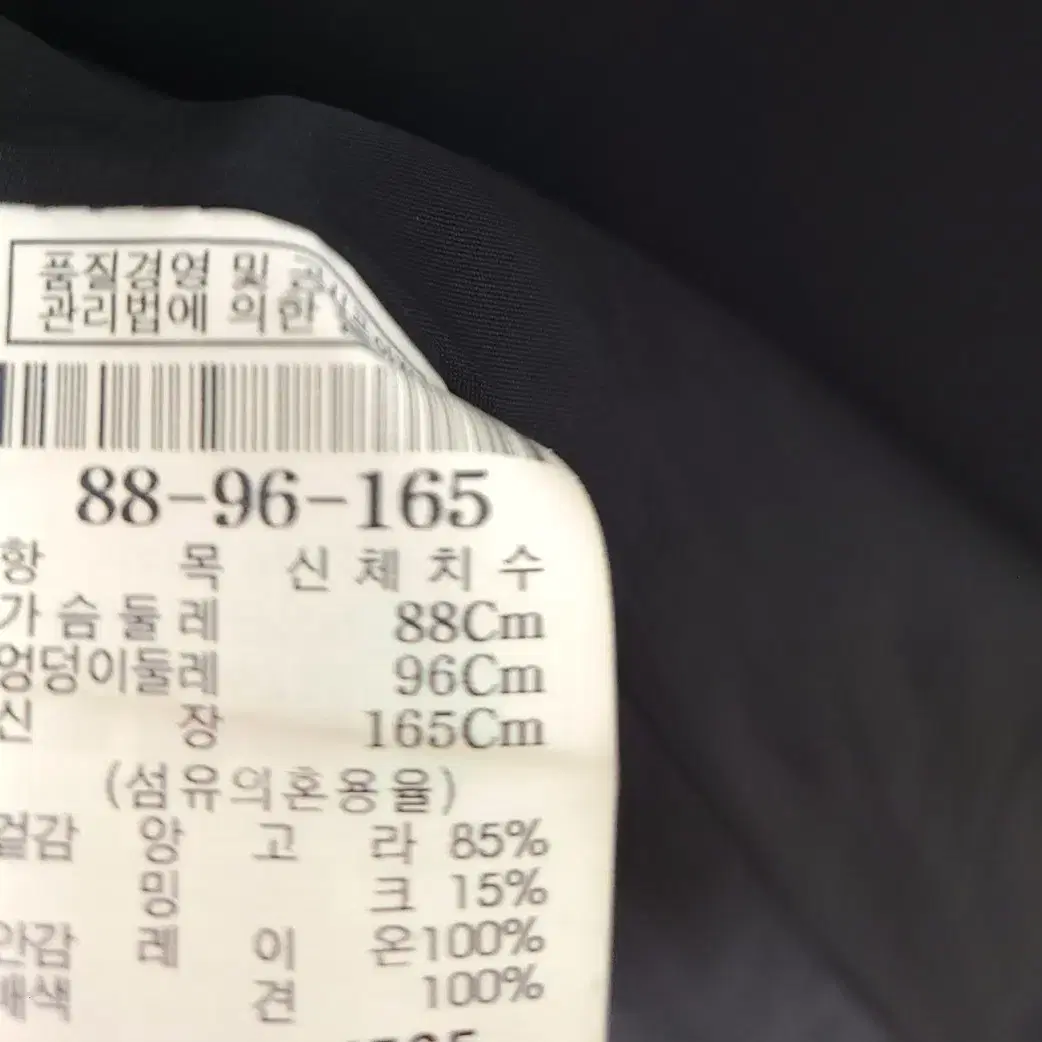 품질경영 및
관리법에 의한
88-96-165
항 목 신체치수
가슴둘레 88Cm
엉덩이둘레 96Cm
신 장 165Cm
(섬유의혼용율)
겉감 앙 고 라 85%
밍 크 15%
안감 레 이 온 100%
배색 견 100%